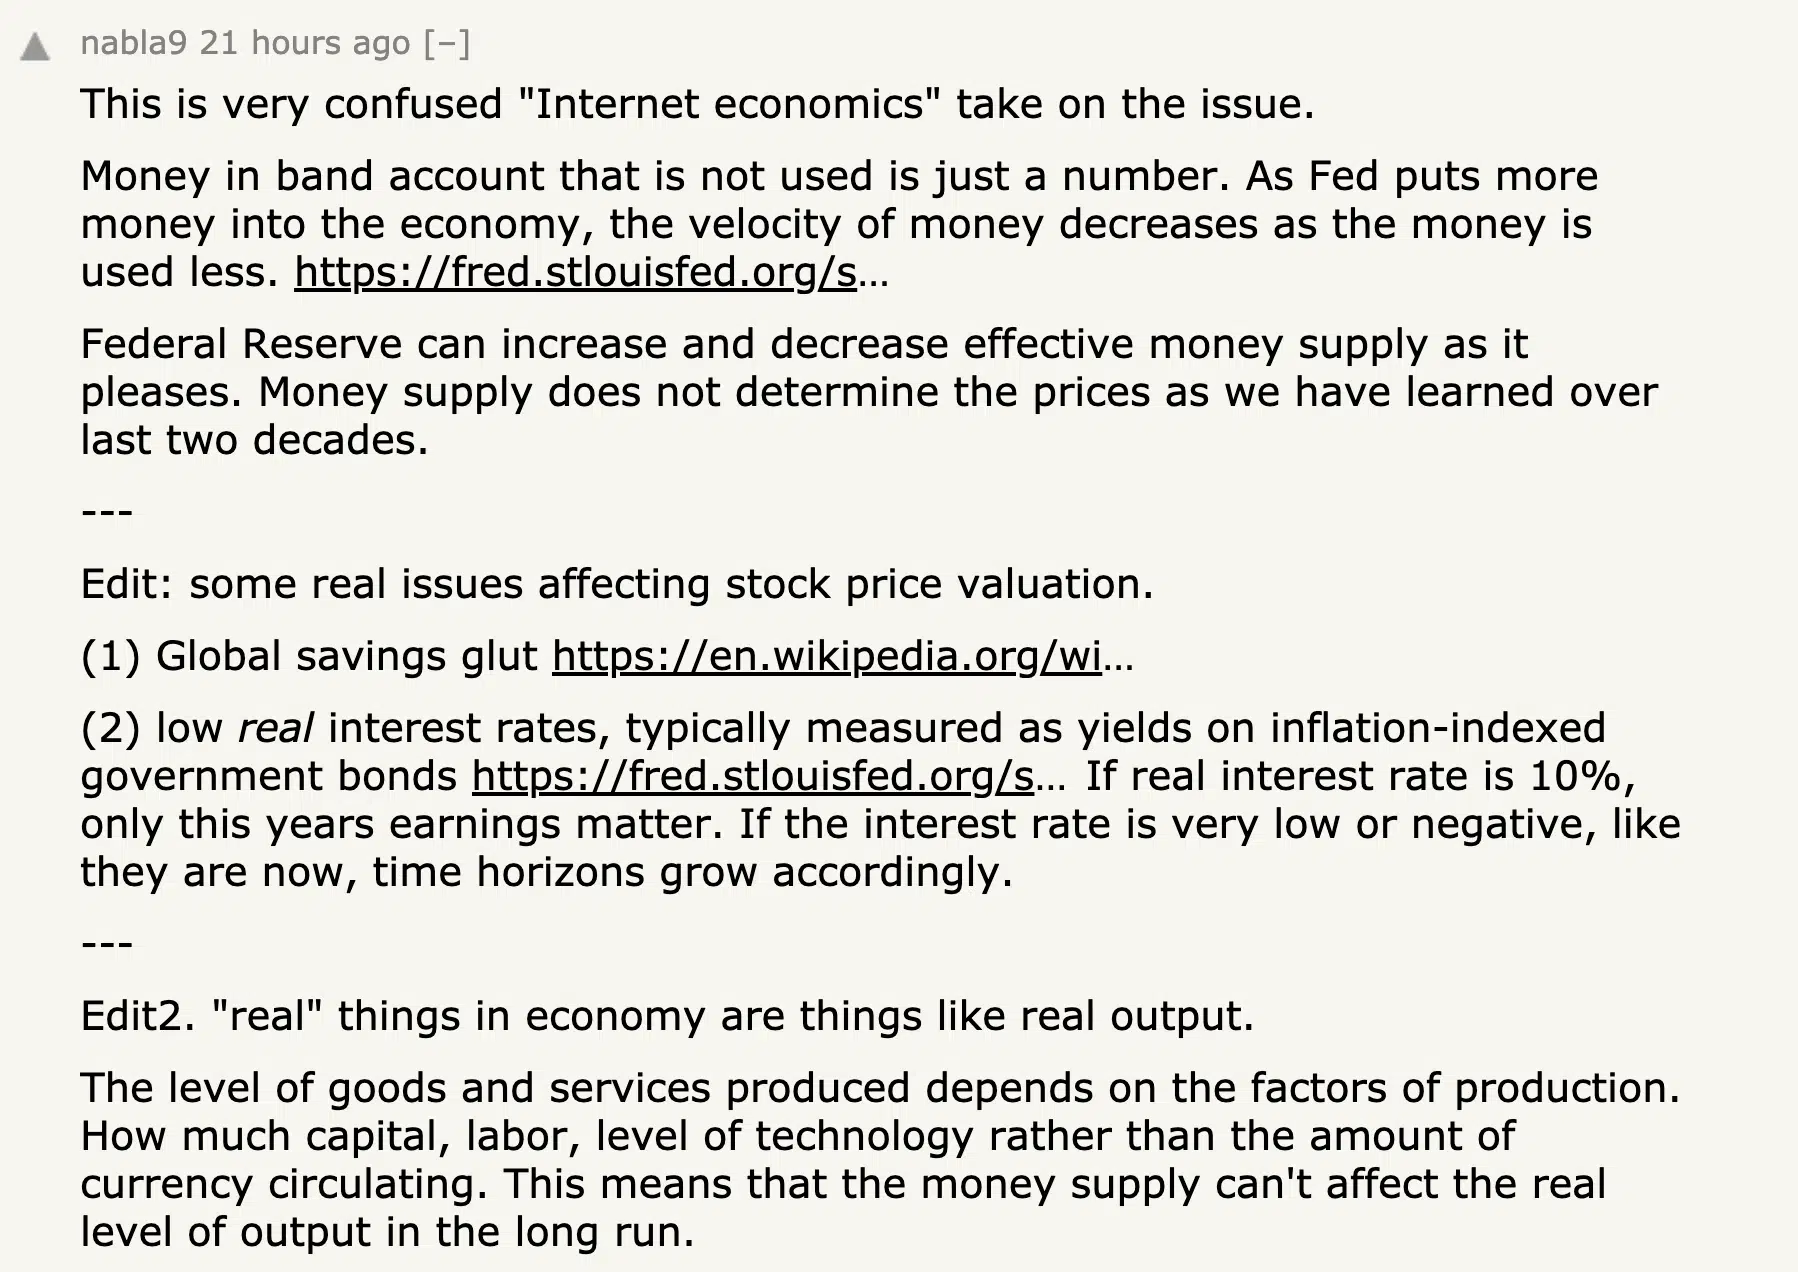 nabla9 21 hours ago [–]
This is very confused "Internet economics" take on the issue.
Money in band account that is not used is just a number. As Fed puts more
money into the economy, the velocity of money decreases as the money is
used less. https://fred.stlouisfed.org/s...
Federal Reserve can increase and decrease effective money supply as it
pleases. Money supply does not determine the prices as we have learned over
last two decades.
---
Edit: some real issues affecting stock price valuation.
(1) Global savings glut https://en.wikipedia.org/wi...
(2) low real interest rates, typically measured as yields on inflation-indexed
government bonds https://fred.stlouisfed.org/s... If real interest rate is 10%,
only this years earnings matter. If the interest rate is very low or negative, like
they are now, time horizons grow accordingly.
---
Edit2. "real" things in economy are things like real output.
The level of goods and services produced depends on the factors of production.
How much capital, labor, level of technology rather than the amount of
currency circulating. This means that the money supply can't affect the real
level of output in the long run.